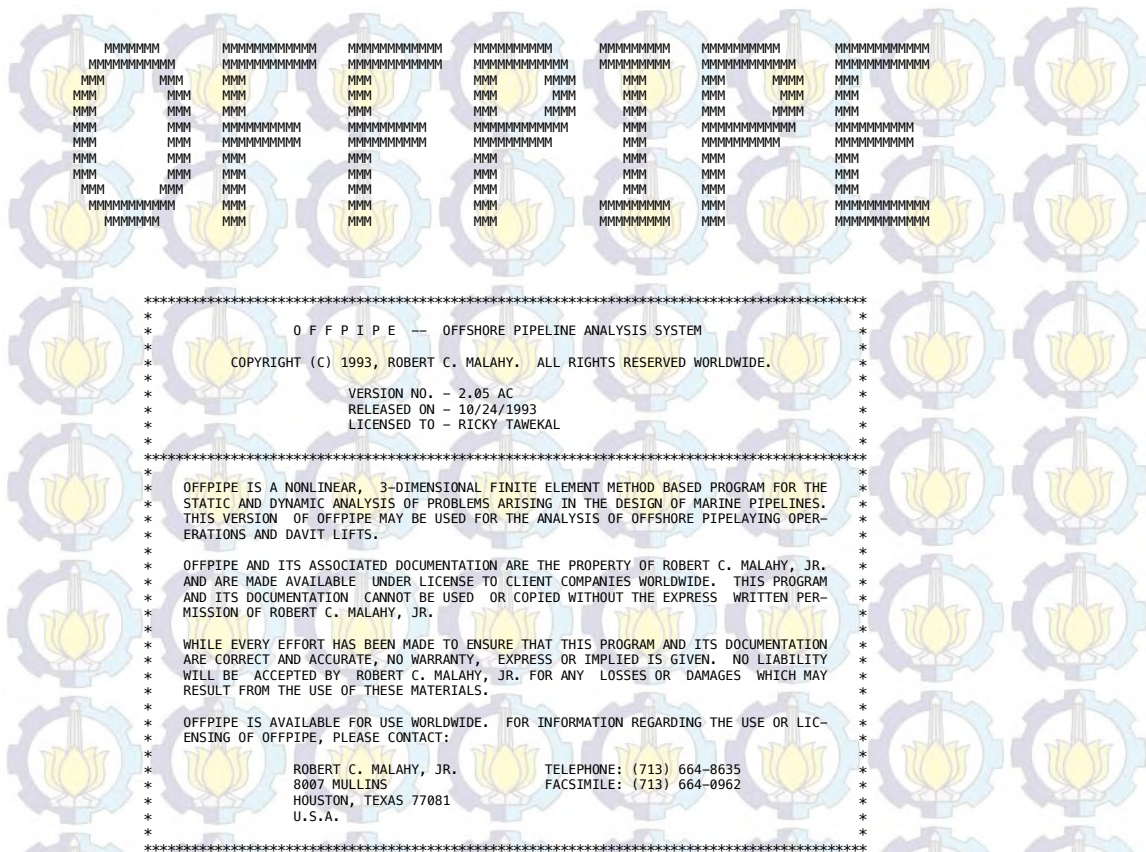 OFFPIPE
O F F P I P E -- OFFSHORE PIPELINE ANALYSIS SYSTEM
COPYRIGHT (C) 1993, ROBERT C. MALAHY. ALL RIGHTS RESERVED WORLDWIDE.
VERSION NO. - 2.05 AC
RELEASED ON - 10/24/1993
LICENSED TO - RICKY TAWEKAL
OFFPIPE IS A NONLINEAR, 3-DIMENSIONAL FINITE ELEMENT METHOD BASED PROGRAM FOR THE
STATIC AND DYNAMIC ANALYSIS OF PROBLEMS ARISING IN THE DESIGN OF MARINE PIPELINES.
THIS VERSION OF OFFPIPE MAY BE USED FOR THE ANALYSIS OF OFFSHORE PIPELAYING OPER-
ERATIONS AND DAVIT LIFTS.
OFFPIPE AND ITS ASSOCIATED DOCUMENTATION ARE THE PROPERTY OF ROBERT C. MALAHY, JR.
AND ARE MADE AVAILABLE UNDER LICENSE TO CLIENT COMPANIES WORLDWIDE. THIS PROGRAM
AND ITS DOCUMENTATION CANNOT BE USED OR COPIED WITHOUT THE EXPRESS WRITTEN PER-
MISSION OF ROBERT C. MALAHY, JR.
WHILE EVERY EFFORT HAS BEEN MADE TO ENSURE THAT THIS PROGRAM AND ITS DOCUMENTATION
ARE CORRECT AND ACCURATE, NO WARRANTY, EXPRESS OR IMPLIED IS GIVEN. NO LIABILITY
WILL BE ACCEPTED BY ROBERT C. MALAHY, JR. FOR ANY LOSSES OR DAMAGES WHICH MAY
RESULT FROM THE USE OF THESE MATERIALS.
OFFPIPE IS AVAILABLE FOR USE WORLDWIDE. FOR INFORMATION REGARDING THE USE OR LIC-
ENSING OF OFFPIPE, PLEASE CONTACT:
ROBERT C. MALAHY, JR. TELEPHONE: (713) 664-8635
8007 MULLINS FACSIMILE: (713) 664-0962
HOUSTON, TEXAS 77081
U.S.A.